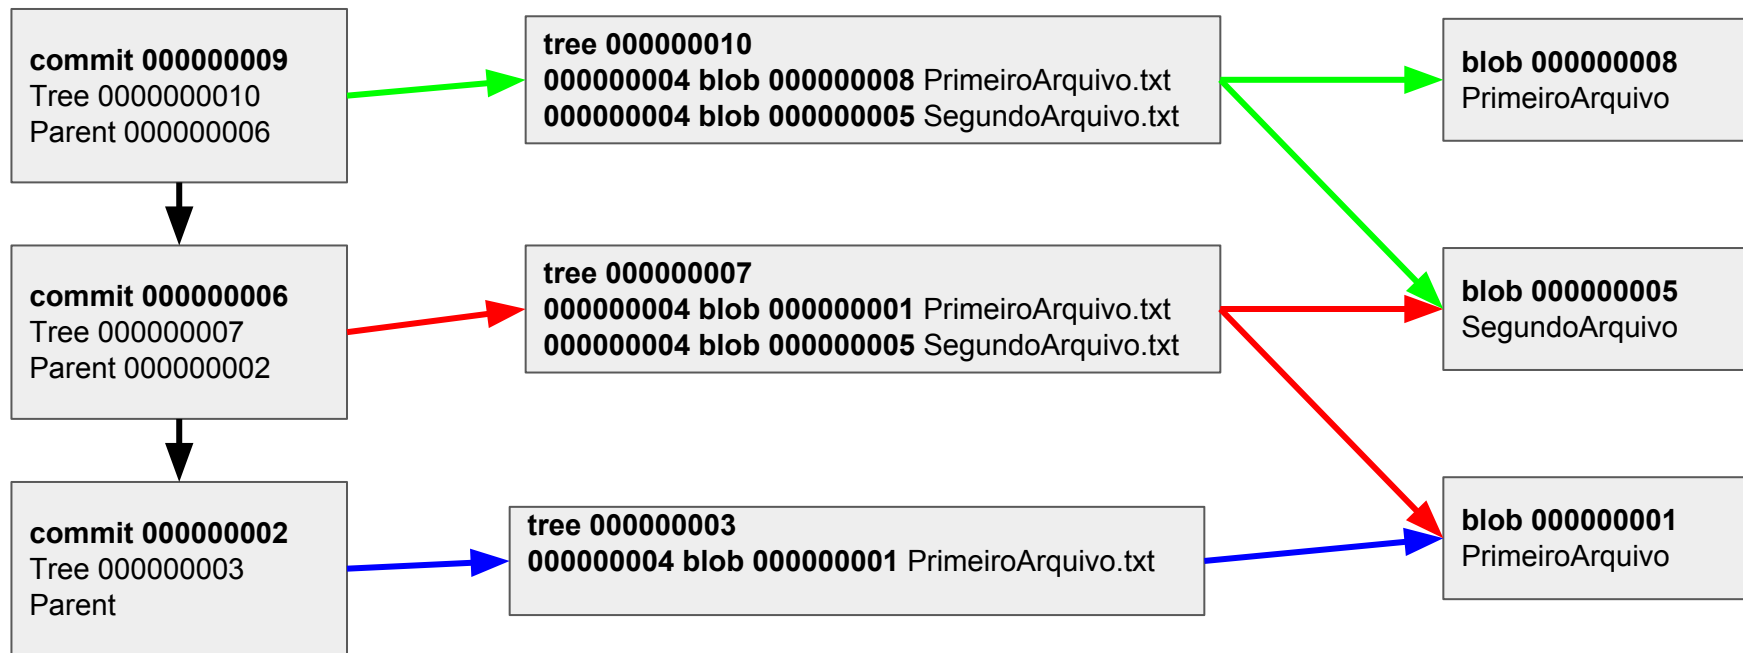 commit 000000009
Tree 0000000010
Parent 000000006
tree 000000010
000000004 blob 000000008 PrimeiroArquivo.txt
000000004 blob 000000005 SegundoArquivo.txt
blob 000000008
PrimeiroArquivo
commit 000000006
Tree 000000007
Parent 000000002
tree 000000007
000000004 blob 000000001 PrimeiroArquivo.txt
000000004 blob 000000005 SegundoArquivo.txt
blob 000000005
SegundoArquivo
commit 000000002
Tree 000000003
Parent
tree 000000003
000000004 blob 000000001 PrimeiroArquivo.txt
blob 000000001
PrimeiroArquivo